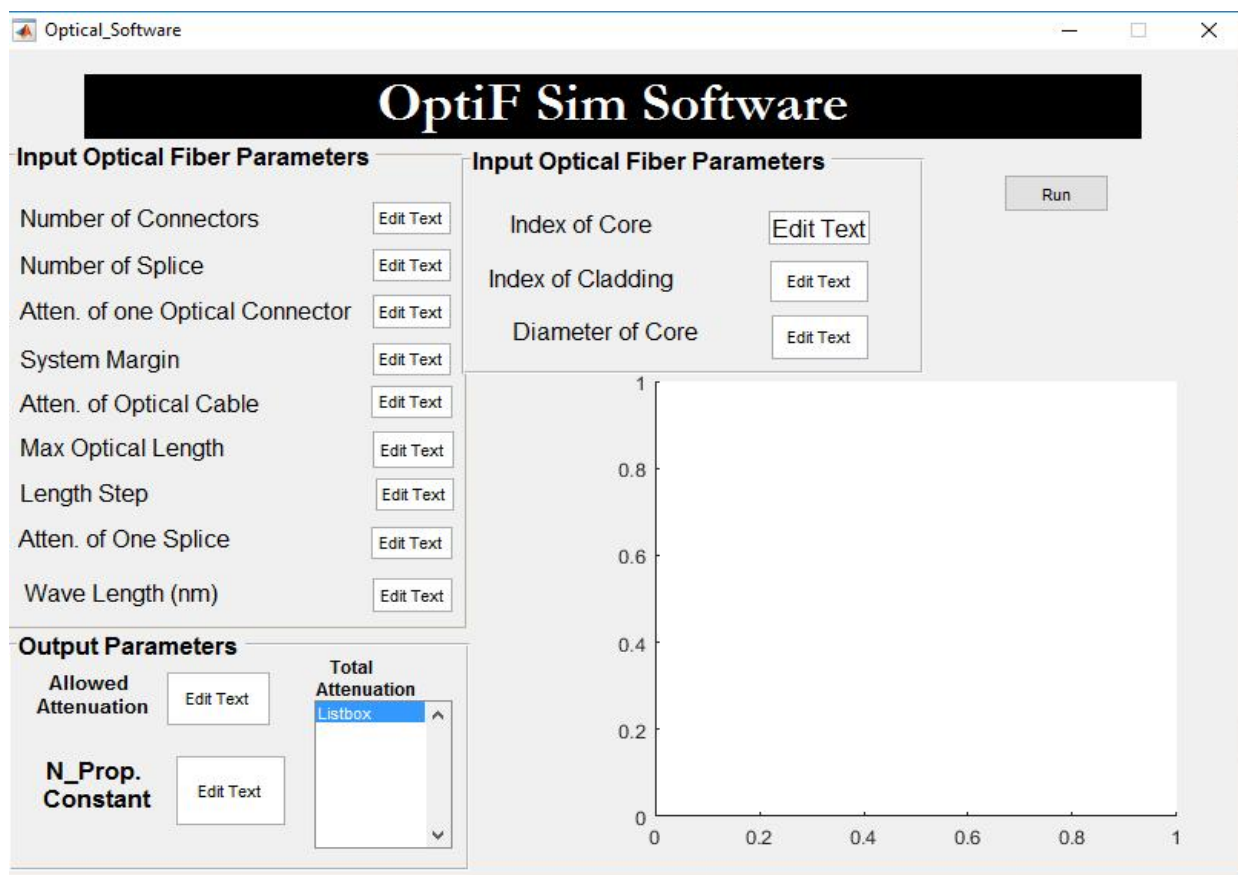 Optical_Software
OptiF Sim Software
Input Optical Fiber Parameters
Number of Connectors Edit Text
Number of Splice Edit Text
Atten. of one Optical Connector Edit Text
System Margin Edit Text
Atten. of Optical Cable Edit Text
Max Optical Length Edit Text
Length Step Edit Text
Atten. of One Splice Edit Text
Wave Length (nm) Edit Text
Input Optical Fiber Parameters
Index of Core Edit Text
Index of Cladding Edit Text
Diameter of Core Edit Text
Run
Output Parameters
Allowed
Attenuation
Edit Text
N_Prop.
Constant
Edit Text
Total
Attenuation
Listbox
1
0.8
0.6
0.4
0.2
0
0 0.2 0.4 0.6 0.8 1